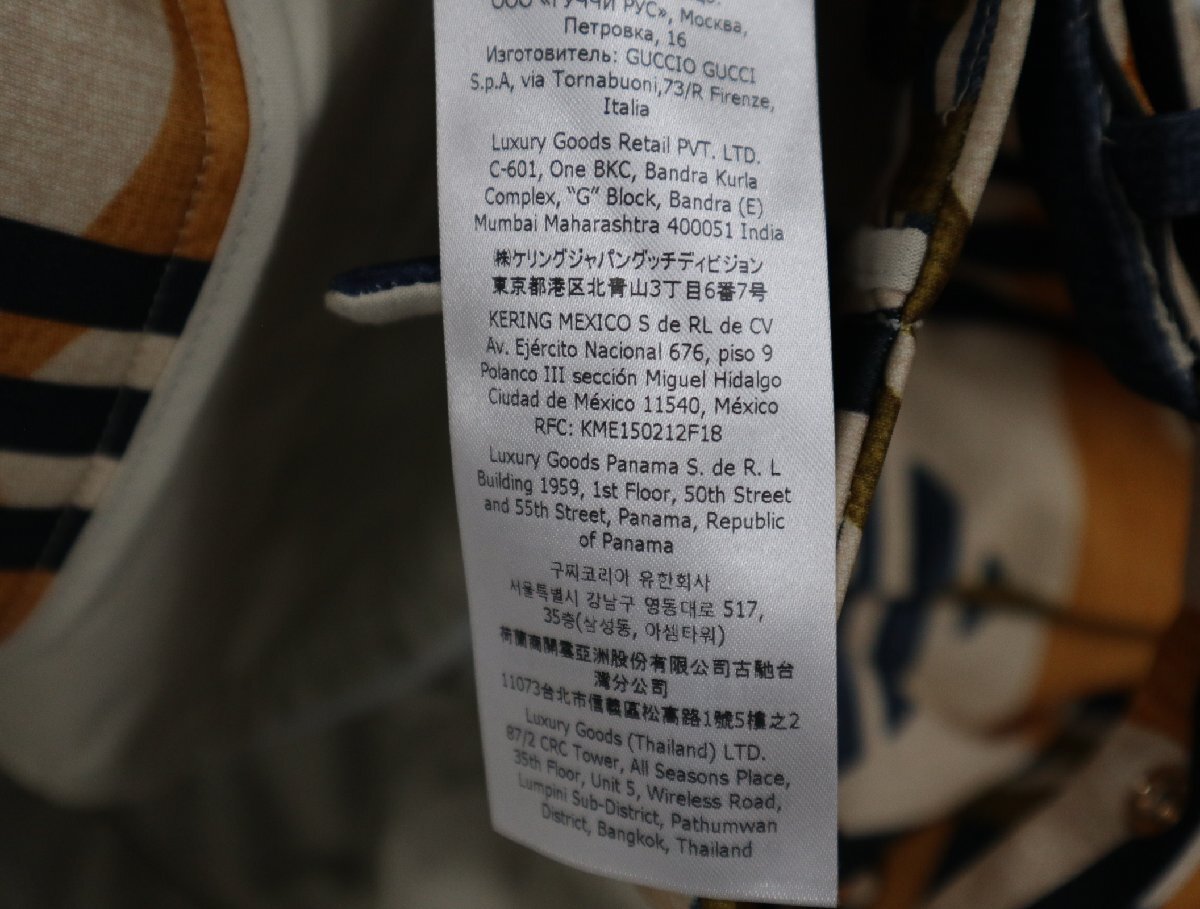 ООО «ГУЧЧИ РУС», Москва,
Петровка, 16
Изготовитель: GUCCIO GUCCI
S.p.A, via Tornabuoni,73/R Firenze,
Italia
Luxury Goods Retail PVT. LTD.
C-601, One BKC, Bandra Kurla
Complex, “G” Block, Bandra (E)
Mumbai Maharashtra 400051 India
㈱ケリングジャパングッチディビジョン
東京都港区北青山3丁目6番7号
KERING MEXICO S de RL de CV
Av. Ejército Nacional 676, piso 9
Polanco III sección Miguel Hidalgo
Ciudad de México 11540, México
RFC: KME150212F18
Luxury Goods Panama S. de R. L
Building 1959, 1st Floor, 50th Street
and 55th Street, Panama, Republic
of Panama
구찌코리아 유한회사
서울특별시 강남구 영동대로 517,
35층(삼성동, 아셈타워)
荷蘭商開雲亞洲股份有限公司古馳台
灣分公司
11073台北市信義區松高路1號5樓之2
Luxury Goods (Thailand) LTD.
87/2 CRC Tower, All Seasons Place,
35th Floor, Unit 5, Wireless Road,
Lumpini Sub-District, Pathumwan
District, Bangkok, Thailand